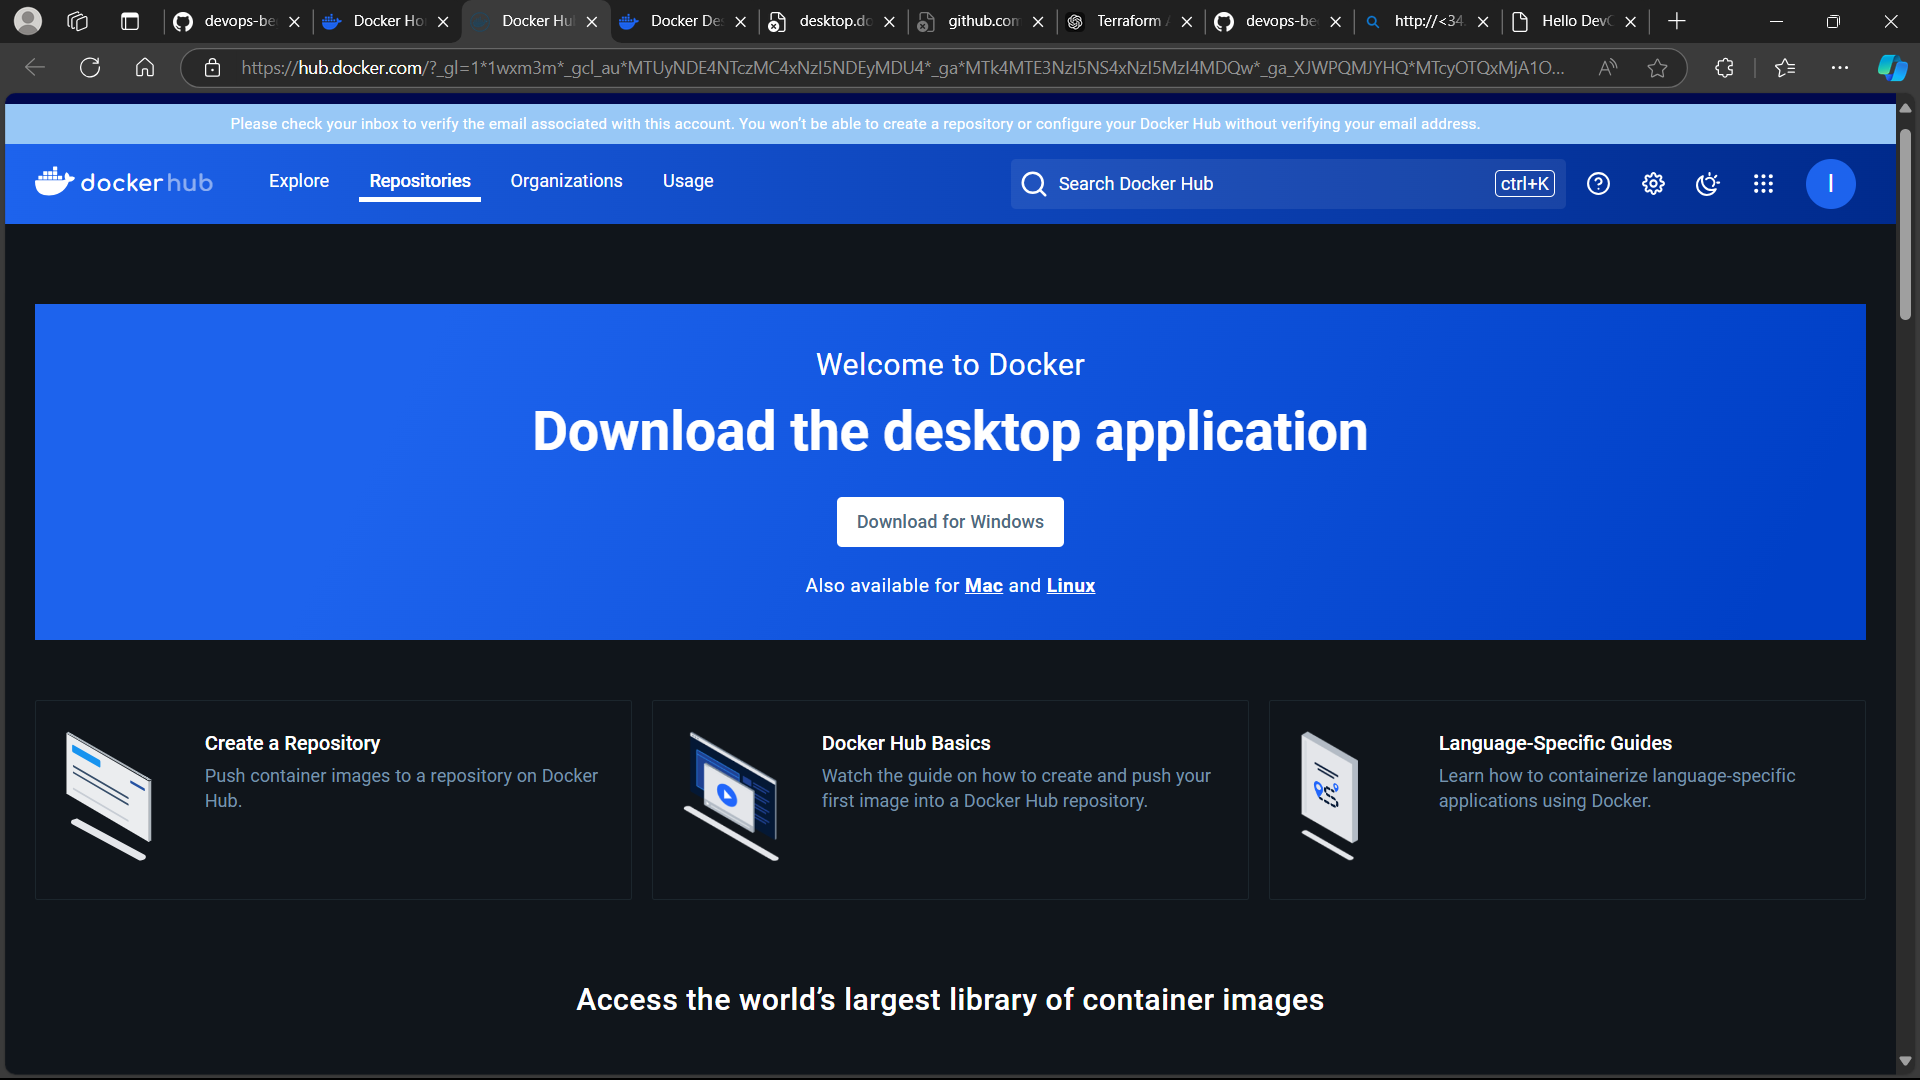 devops-be
Docker Ho
Docker Hu
Docker De
desktop.do
github.com
Terraform A
devops-be
http://<34.
Hello DevO
https://hub.docker.com/?_gl=1*1wxm3m*_gcl_au*MTUyNDE4NTczMC4xNzI5NDEyMDU4*_ga*MTk4MTE3NzI5NS4xNzI5MzI4MDQw*_ga_XJWPQMJYHQ*MTcyOTQxMjA1O...
Please check your inbox to verify the email associated with this account. You won't be able to create a repository or configure your Docker Hub without verifying your email address.
dockerhub
Explore
Repositories
Organizations
Usage
Search Docker Hub
ctrl+K
I
Welcome to Docker
Download the desktop application
Download for Windows
Also available for Mac and Linux
Create a Repository
Push container images to a repository on Docker
Hub.
Docker Hub Basics
Watch the guide on how to create and push your
first image into a Docker Hub repository.
Language-Specific Guides
Learn how to containerize language-specific
applications using Docker.
Access the world's largest library of container images